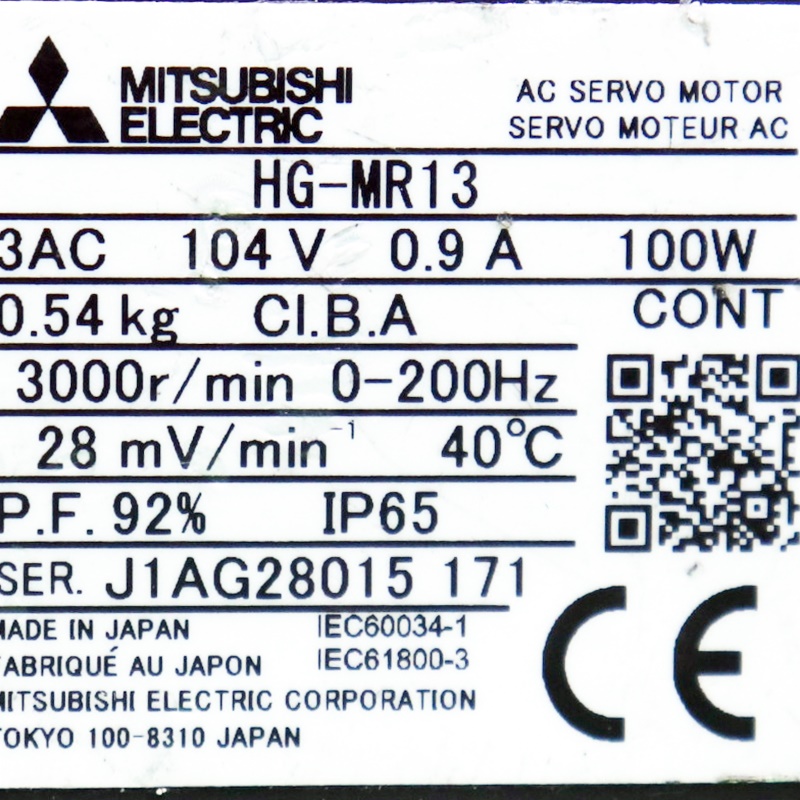 MITSUBISHI
ELECTRIC
AC SERVO MOTOR
SERVO MOTEUR AC
HG-MR13
3AC 104 V 0.9 A 100W
0.54 kg CI.B.A CONT
3000r/min 0-200Hz
28 mV/min⁻¹ 40°C
P.F. 92% IP65
SER. J1AG28015 171
MADE IN JAPAN IEC60034-1
FABRIQUÉ AU JAPON IEC61800-3
MITSUBISHI ELECTRIC CORPORATION
TOKYO 100-8310 JAPAN
CE